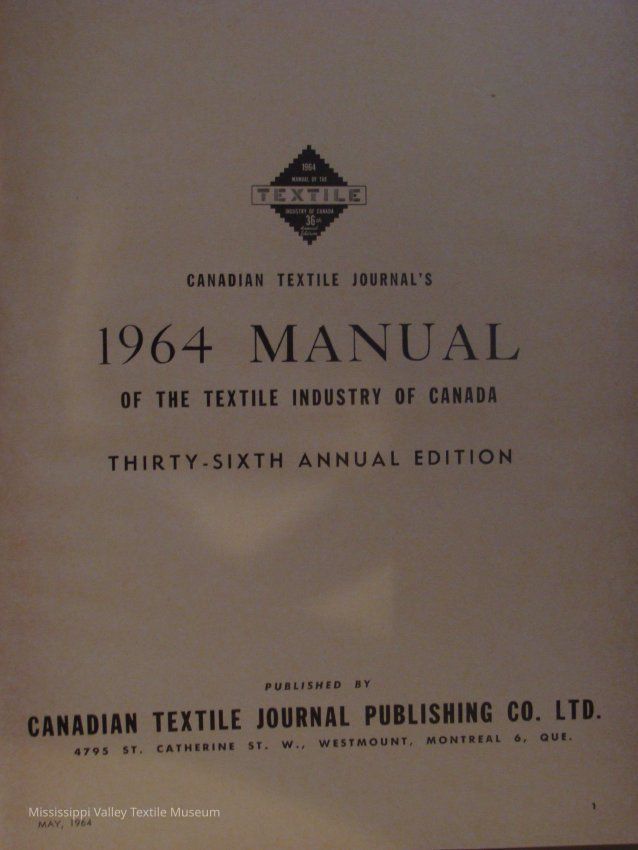 1964
MANUAL OF THE
TEXTILE
INDUSTRY OF CANADA
36th
Annual
Edition
CANADIAN TEXTILE JOURNAL'S
1964 MANUAL
OF THE TEXTILE INDUSTRY OF CANADA
THIRTY-SIXTH ANNUAL EDITION
PUBLISHED BY
CANADIAN TEXTILE JOURNAL PUBLISHING CO. LTD.
4795 ST. CATHERINE ST. W., WESTMOUNT, MONTREAL 6, QUE.
1
Mississippi Valley Textile Museum
MAY, 1964